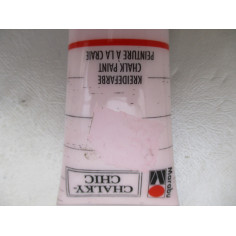 Marabu
CHALKY-
CHIC
KREIDEFARBE
CHALK PAINT
PEINTURE À LA CRAIE